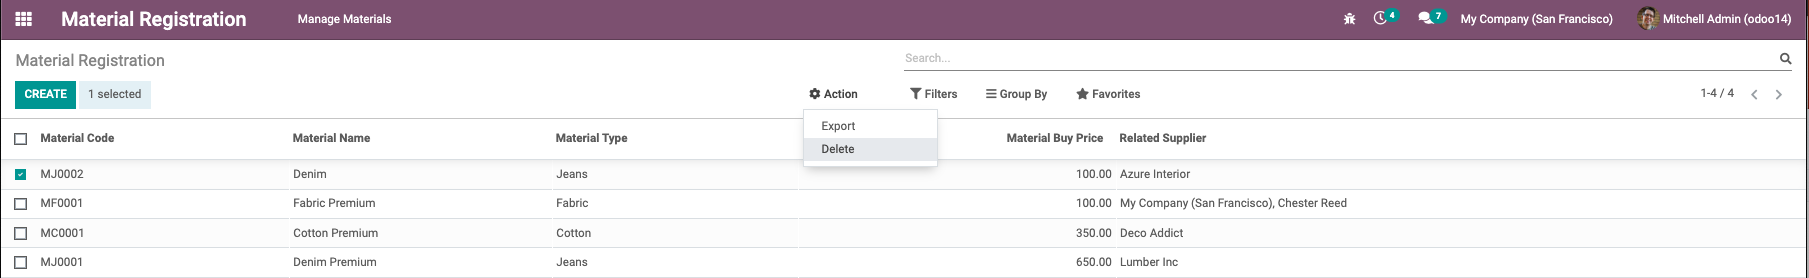 Material Registration Manage Materials 4 7 My Company (San Francisco) Mitchell Admin (odoo14)
Material Registration Search...
CREATE 1 selected Action Filters Group By Favorites 1-4 / 4
Export
Delete
Material Code Material Name Material Type Material Buy Price Related Supplier
MJ0002 Denim Jeans 100.00 Azure Interior
MF0001 Fabric Premium Fabric 100.00 My Company (San Francisco), Chester Reed
MC0001 Cotton Premium Cotton 350.00 Deco Addict
MJ0001 Denim Premium Jeans 650.00 Lumber Inc